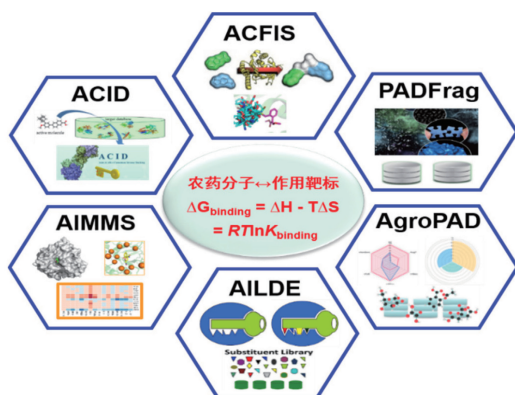 ACFIS
ACID
PADFrag
ACID
农药分子↔作用靶标
ΔGbinding = ΔH - TΔS
= RTlnKbinding
AIMMS
AgroPAD
AILDE
Substituent Library